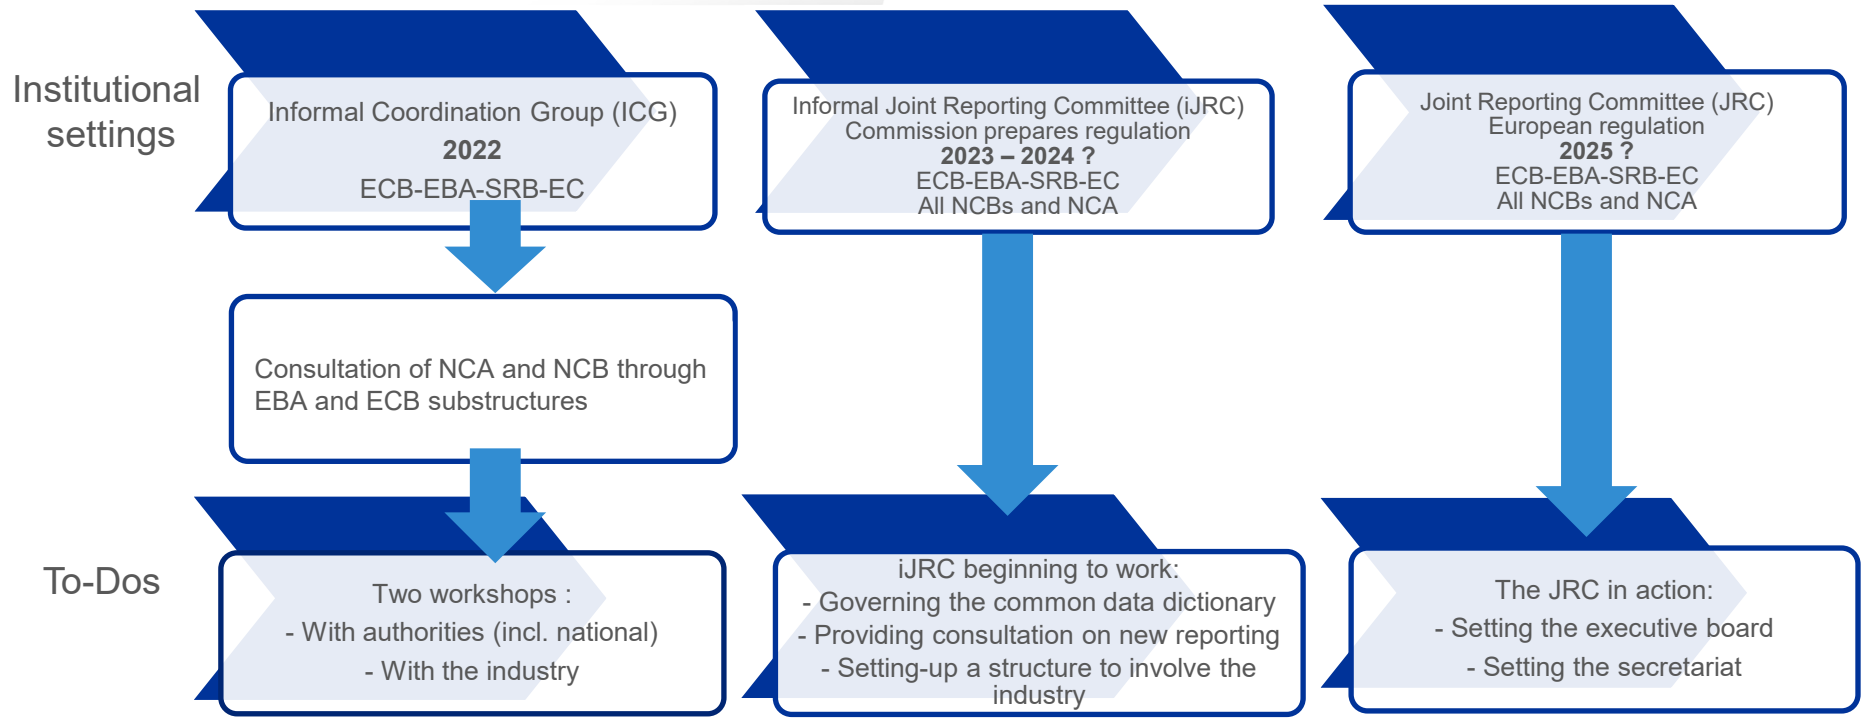 Institutional
settings
Informal Coordination Group (ICG)
2022
ECB-EBA-SRB-EC
Informal Joint Reporting Committee (iJRC)
Commission prepares regulation
2023 – 2024 ?
ECB-EBA-SRB-EC
All NCBs and NCA
Joint Reporting Committee (JRC)
European regulation
2025 ?
ECB-EBA-SRB-EC
All NCBs and NCA
Consultation of NCA and NCB through
EBA and ECB substructures
To-Dos
Two workshops :
- With authorities (incl. national)
- With the industry
iJRC beginning to work:
- Governing the common data dictionary
- Providing consultation on new reporting
- Setting-up a structure to involve the
industry
The JRC in action:
- Setting the executive board
- Setting the secretariat